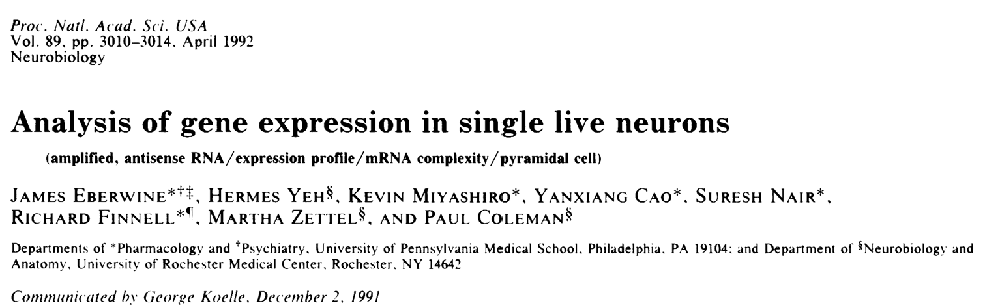 Proc. Natl. Acad. Sci. USA
Vol. 89, pp. 3010–3014, April 1992
Neurobiology
Analysis of gene expression in single live neurons
(amplified, antisense RNA/expression profile/mRNA complexity/pyramidal cell)
JAMES EBERWINE*†‡, HERMES YEH§, KEVIN MIYASHIRO*, YANXIANG CAO*, SURESH NAIR*,
RICHARD FINNELL*¶, MARTHA ZETTEL§, AND PAUL COLEMAN§
Departments of *Pharmacology and †Psychiatry, University of Pennsylvania Medical School, Philadelphia, PA 19104; and Department of §Neurobiology and
Anatomy, University of Rochester Medical Center, Rochester, NY 14642
Communicated by George Koelle, December 2, 1991